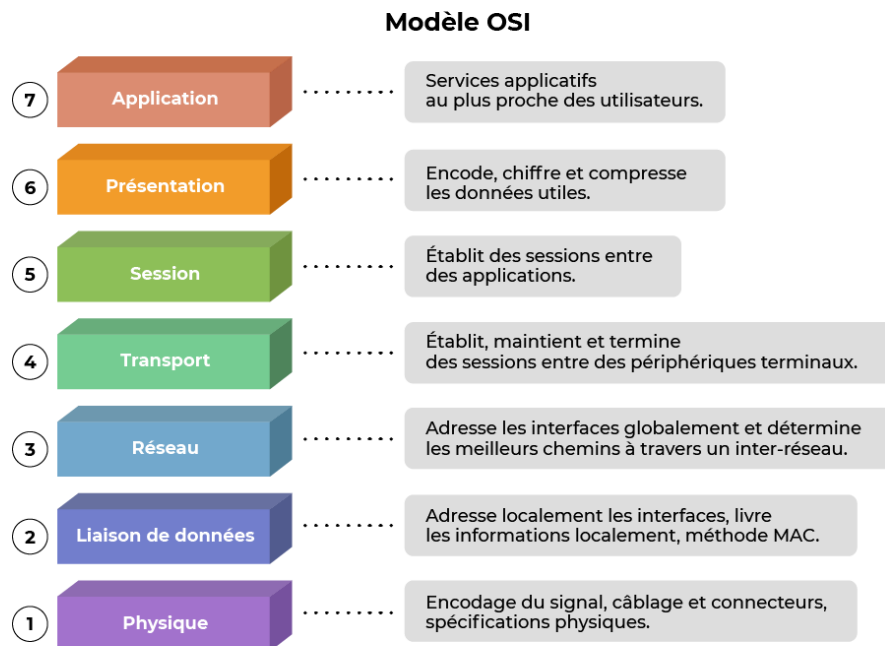 Modèle OSI
7
Application
Services applicatifs
au plus proche des utilisateurs.
6
Présentation
Encode, chiffre et compresse
les données utiles.
5
Session
Établit des sessions entre
des applications.
4
Transport
Établit, maintient et termine
des sessions entre des périphériques terminaux.
3
Réseau
Adresse les interfaces globalement et détermine
les meilleurs chemins à travers un inter-réseau.
2
Liaison de données
Adresse localement les interfaces, livre
les informations localement, méthode MAC.
1
Physique
Encodage du signal, câblage et connecteurs,
spécifications physiques.